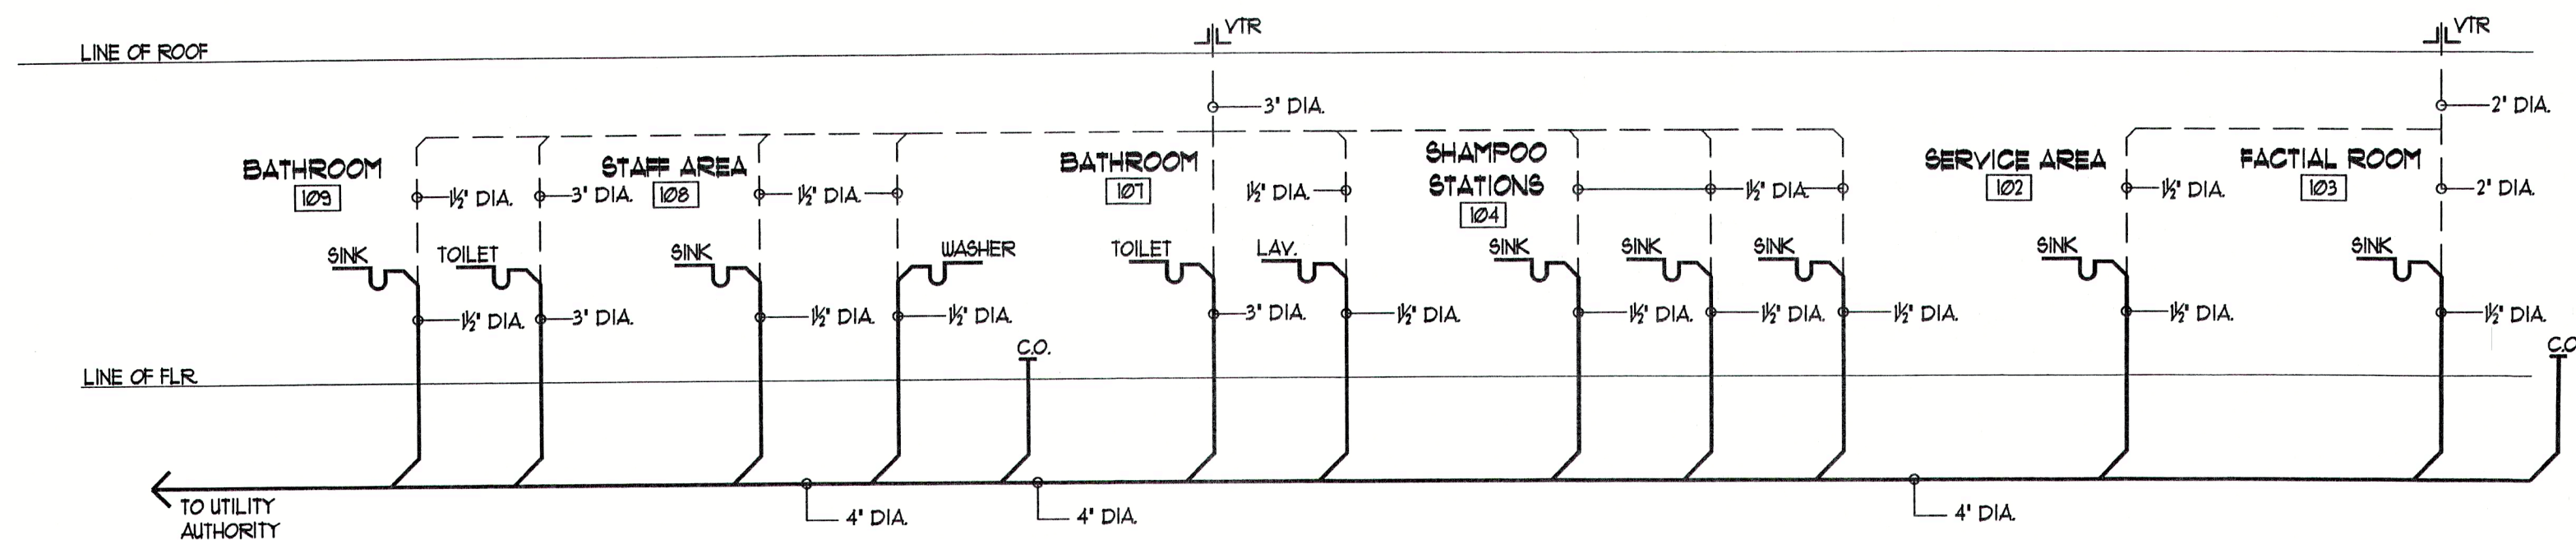 VTR
VTR
LINE OF ROOF
3" DIA.
2" DIA.
BATHROOM
109
STAFF AREA
108
BATHROOM
107
SHAMPOO
STATIONS
104
SERVICE AREA
102
FACTIAL ROOM
103
1½" DIA.
3" DIA.
1½" DIA.
1½" DIA.
1½" DIA.
1½" DIA.
2" DIA.
SINK
TOILET
SINK
WASHER
TOILET
LAV.
SINK
SINK
SINK
SINK
SINK
1½" DIA.
3" DIA.
1½" DIA.
1½" DIA.
3" DIA.
1½" DIA.
1½" DIA.
1½" DIA.
1½" DIA.
1½" DIA.
1½" DIA.
C.O.
C.O
LINE OF FLR.
TO UTILITY
AUTHORITY
4" DIA.
4" DIA.
4" DIA.